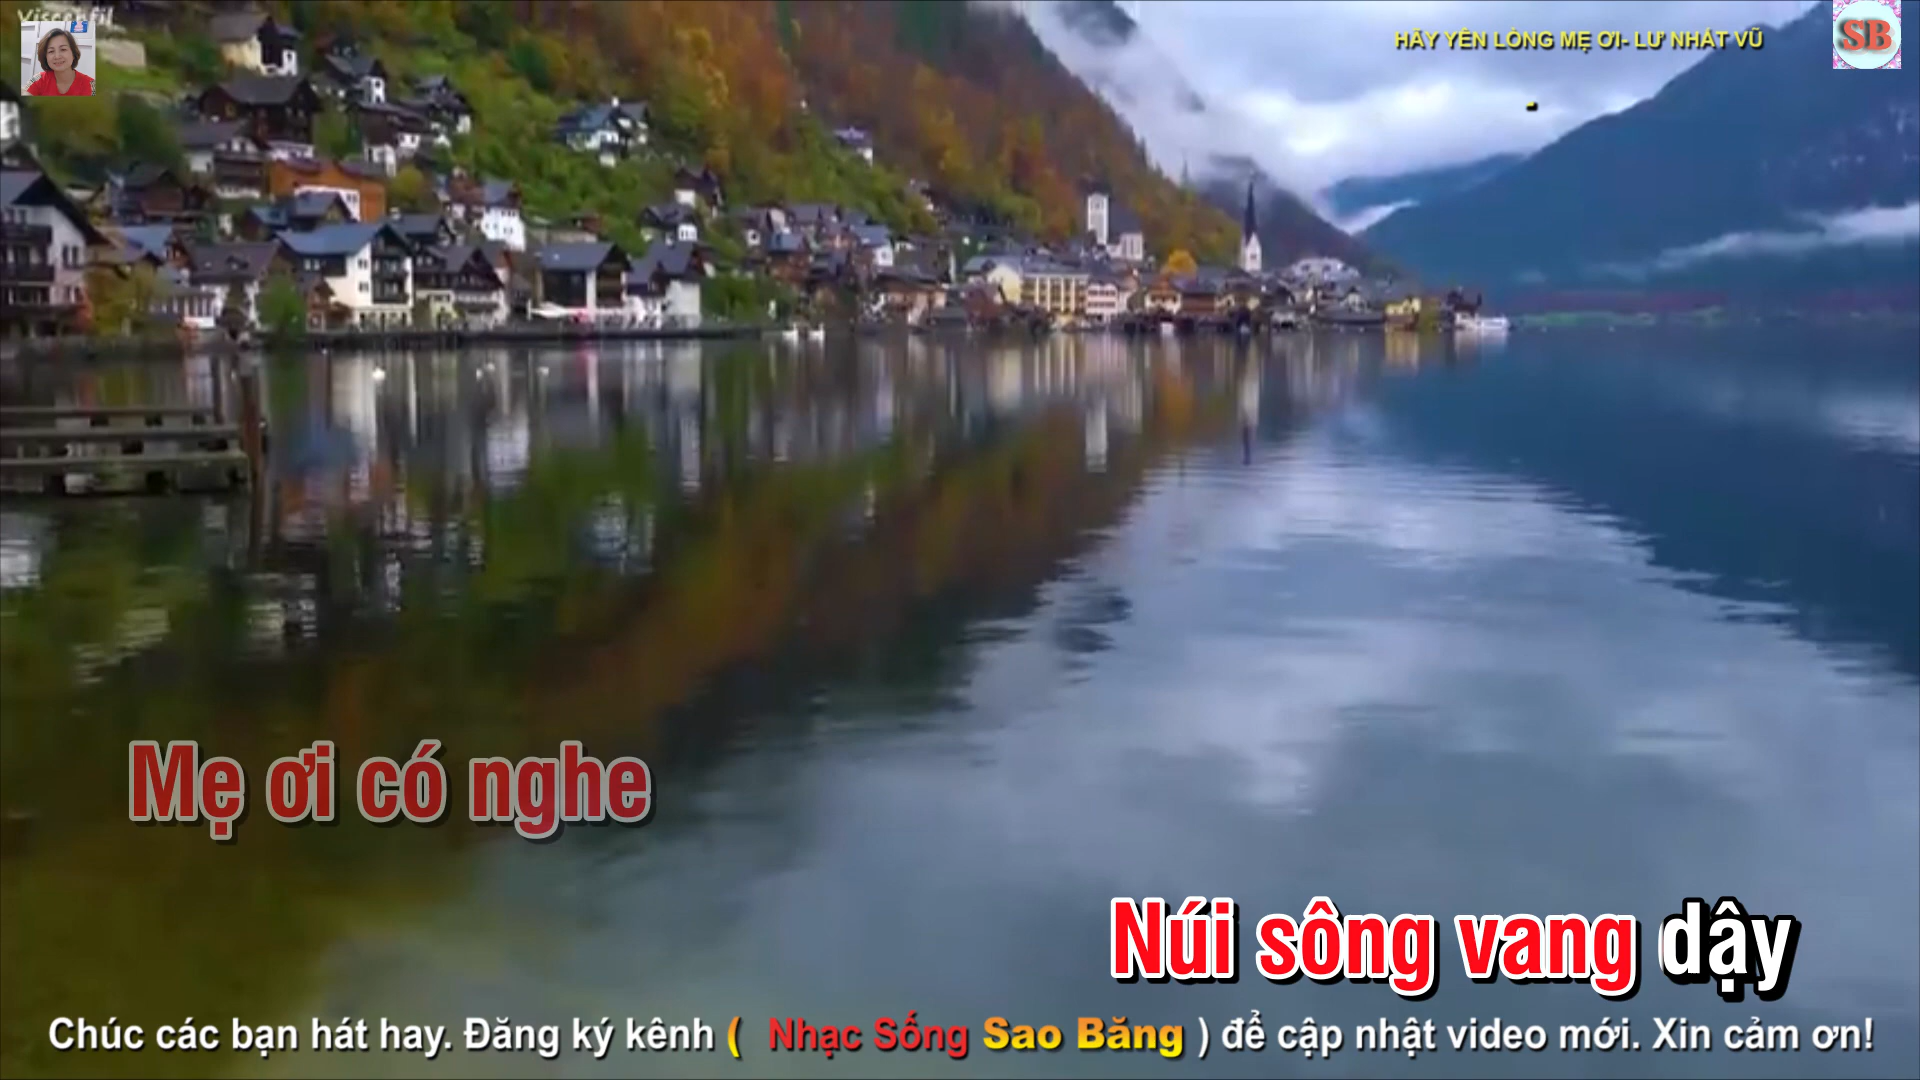 HÃY YÊN LÒNG MẸ ƠI- LƯ NHẤT VŨ
SB
Mẹ ơi có nghe
Núi sông vang dậy
Chúc các bạn hát hay. Đăng ký kênh ( Nhạc Sống Sao Băng ) để cập nhật video mới. Xin cảm ơn!